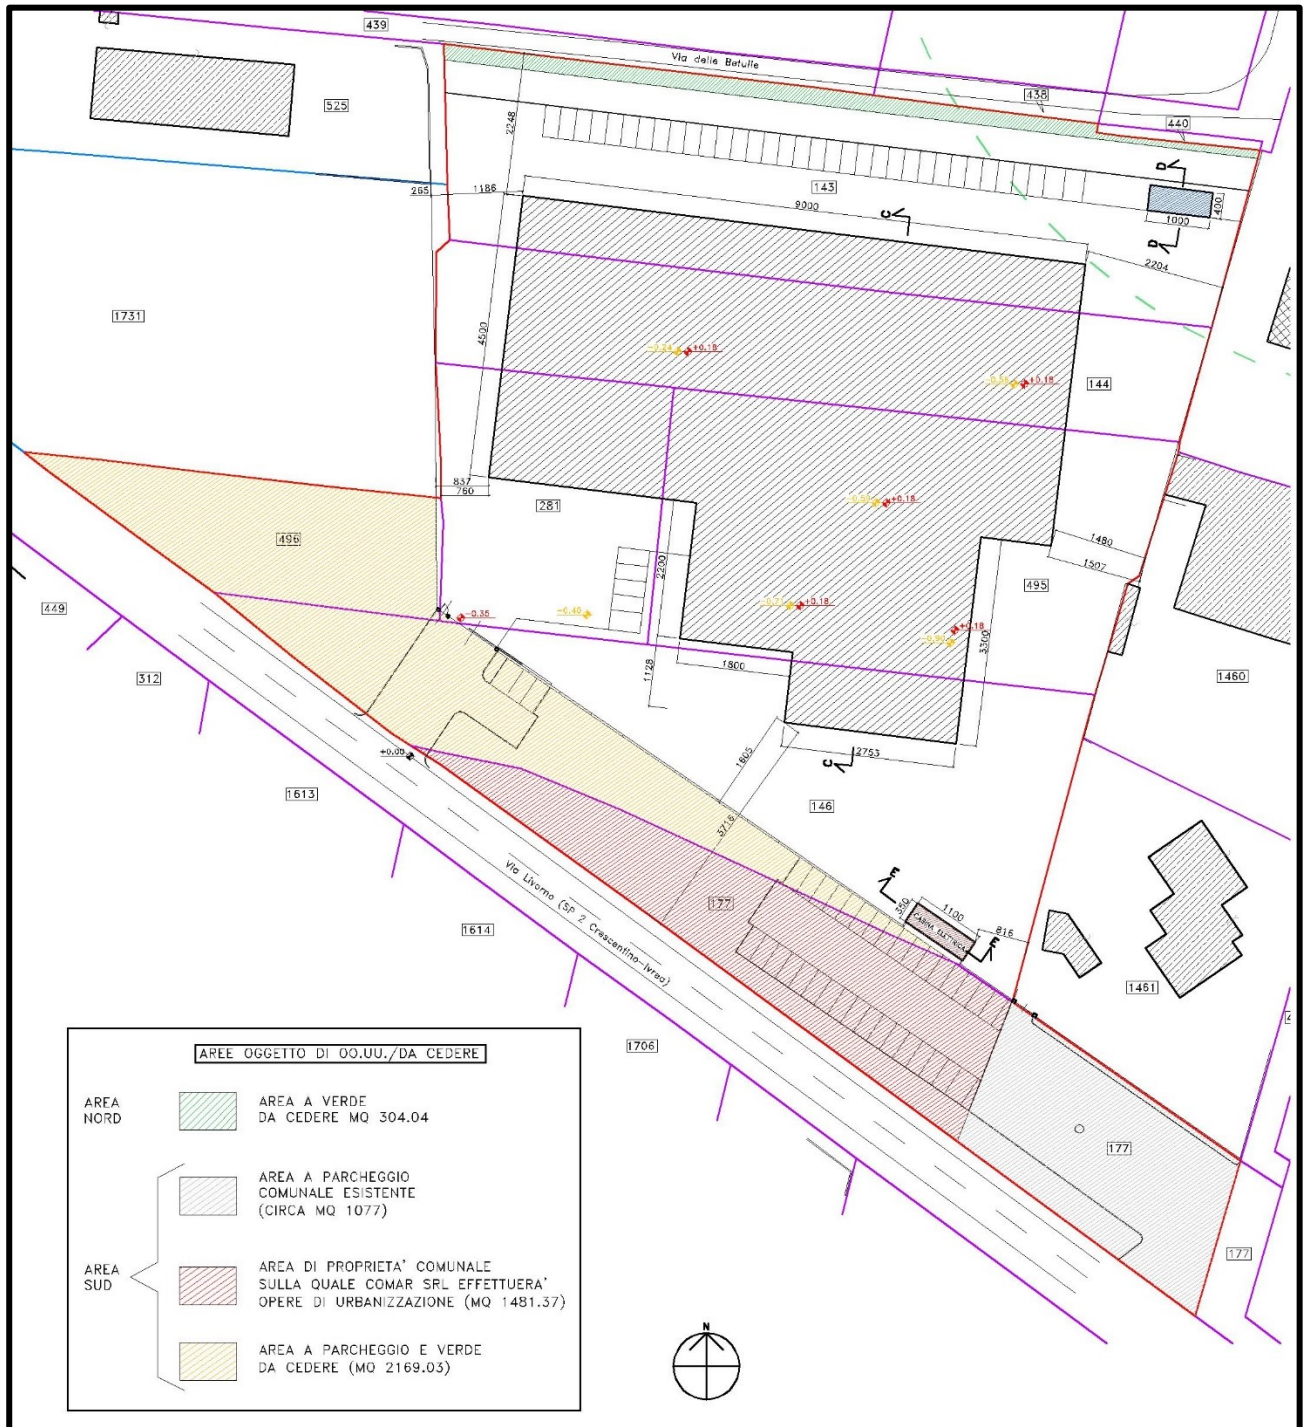 439
Via delle Betulle
438
525
440
2248
D
265
1186
143
9000
C
400
1000
D
2204
1731
4500
+0.18
144
+0.18
837
760
281
+0.18
496
1480
1507
2200
495
449
-0.35
-0.40
-0.71
+0.18
+0.18
3300
312
1128
1800
1460
+0.00
1605
C
2753
1613
146
3716
Via Livorno (SP 2 Crescentino-Ivrea)
E
177
350
1100
CABINA ELETTRICA
816
E
1614
1461
1706
177
177
AREE OGGETTO DI OO.UU./DA CEDERE
AREA
NORD
AREA A VERDE
DA CEDERE MQ 304.04
AREA A PARCHEGGIO
COMUNALE ESISTENTE
(CIRCA MQ 1077)
AREA
SUD
AREA DI PROPRIETA' COMUNALE
SULLA QUALE COMAR SRL EFFETTUERA'
OPERE DI URBANIZZAZIONE (MQ 1481.37)
AREA A PARCHEGGIO E VERDE
DA CEDERE (MQ 2169.03)
N